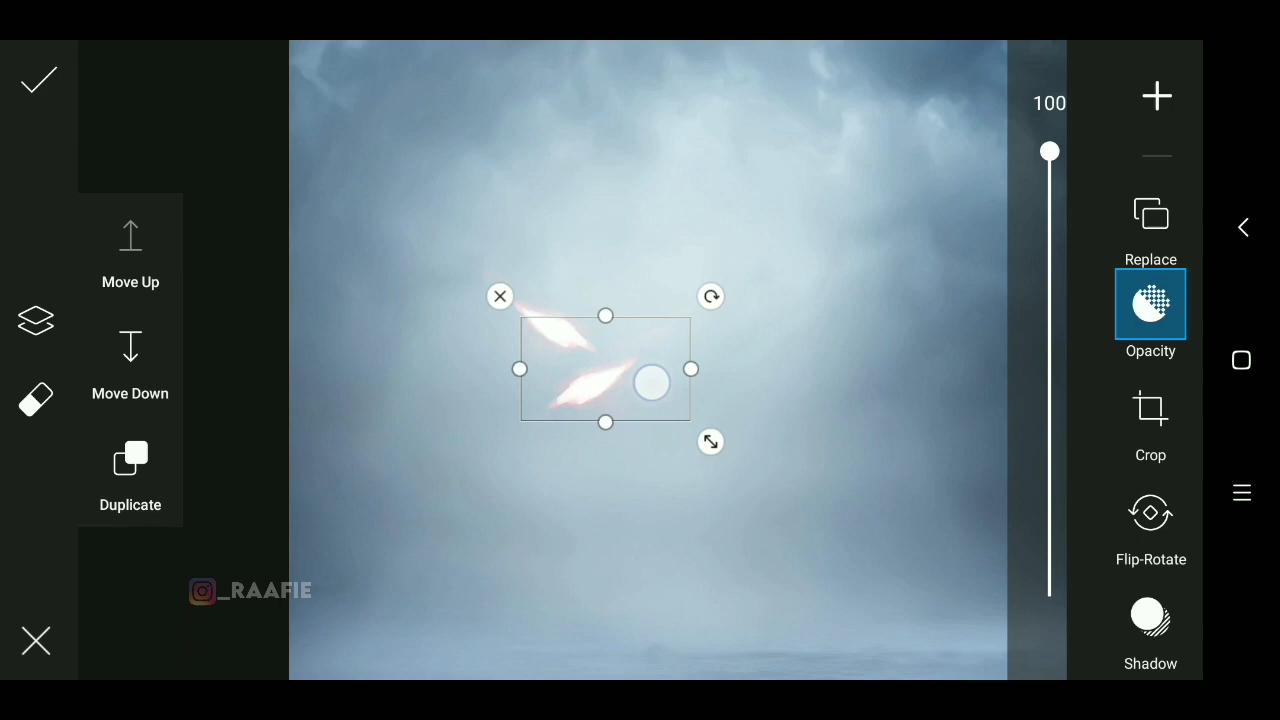 100
Replace
Move Up
Opacity
Move Down
Crop
Duplicate
Flip-Rotate
_RAAFIE
Shadow